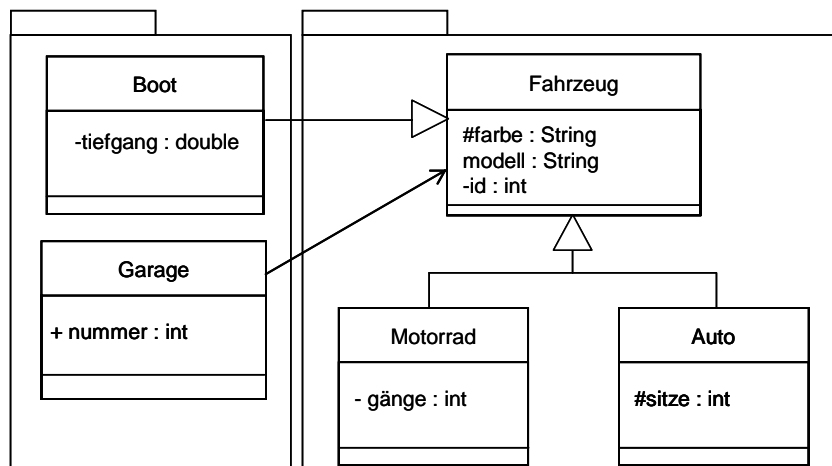 Boot
-tiefgang : double
Garage
+ nummer : int
Fahrzeug
#farbe : String
modell : String
-id : int
Motorrad
- gänge : int
Auto
#sitze : int